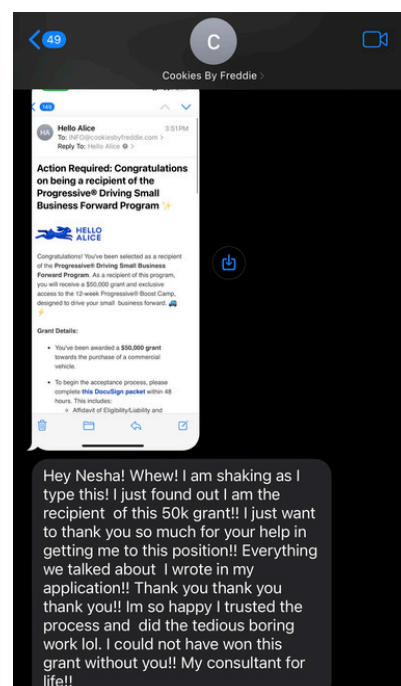 49
C
Cookies By Freddie
149
HA
Hello Alice
3:51 PM
To: INFO@cookiesbyfreddie.com >
Reply To: Hello Alice
Action Required: Congratulations
on being a recipient of the
Progressive® Driving Small
Business Forward Program ✨
HELLO
ALICE
Congratulations! You've been selected as a recipient
of the Progressive® Driving Small Business
Forward Program. As a recipient of this program,
you will receive a $50,000 grant and exclusive
access to the 12-week Progressive® Boost Camp,
designed to drive your small business forward. 🚙
⚡
Grant Details:
• You've been awarded a $50,000 grant
towards the purchase of a commercial
vehicle.
• To begin the acceptance process, please
complete this DocuSign packet within 48
hours. This includes:
Affidavit of Eligibility/Liability and
Hey Nesha! Whew! I am shaking as I
type this! I just found out I am the
recipient of this 50k grant!! I just want
to thank you so much for your help in
getting me to this position!! Everything
we talked about I wrote in my
application!! Thank you thank you
thank you!! Im so happy I trusted the
process and did the tedious boring
work lol. I could not have won this
grant without you!! My consultant for
life!!